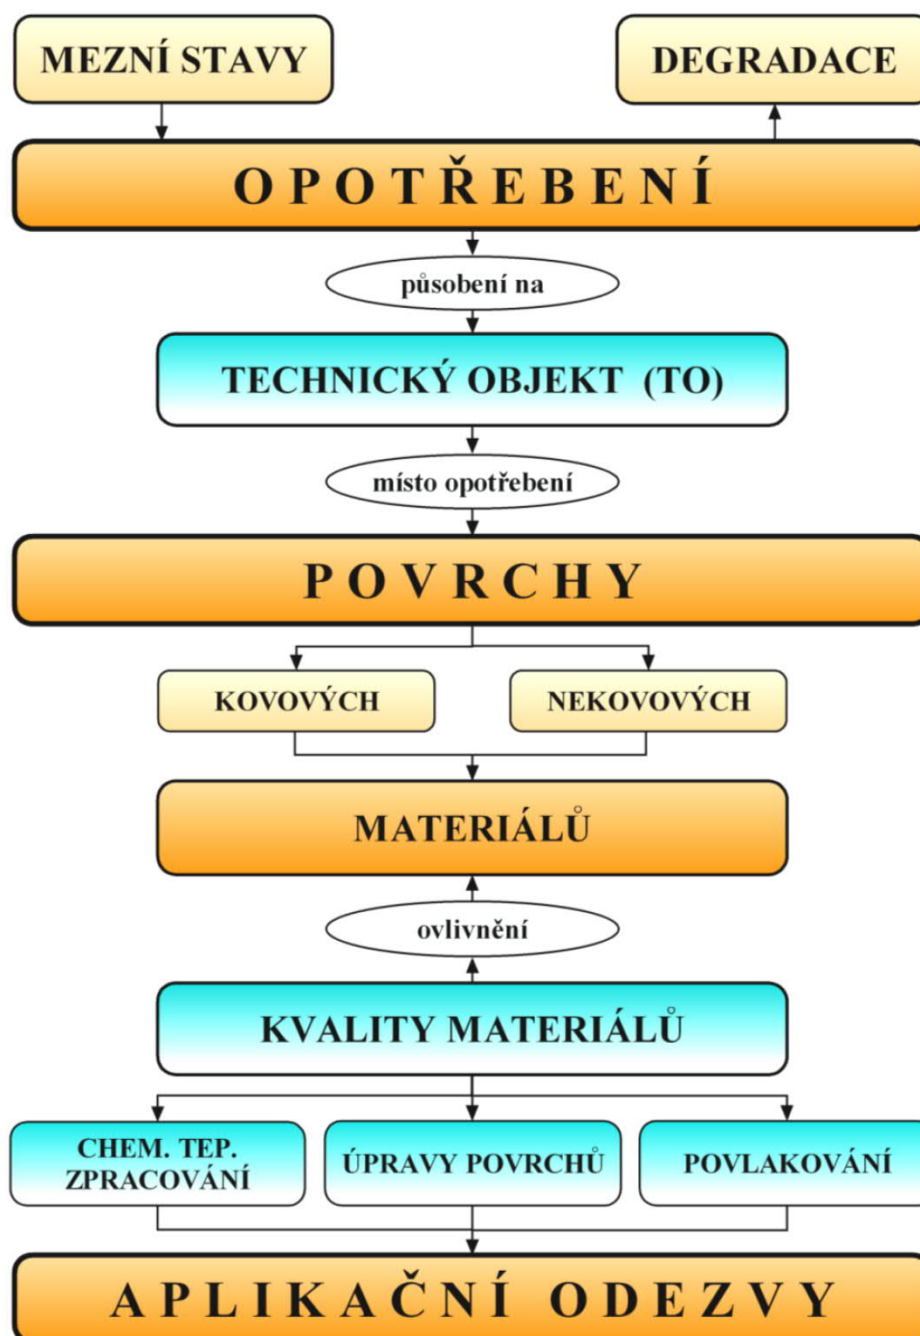 MEZNÍ STAVY
DEGRADACE
OPOTŘEBENÍ
působení na
TECHNICKÝ OBJEKT (TO)
místo opotřebení
POVRCHY
KOVOVÝCH
NEKOVOVÝCH
MATERIÁLŮ
ovlivnění
KVALITY MATERIÁLŮ
CHEM. TEP.
ZPRACOVÁNÍ
ÚPRAVY POVRCHŮ
POVLAKOVÁNÍ
APLIKAČNÍ ODEZVY